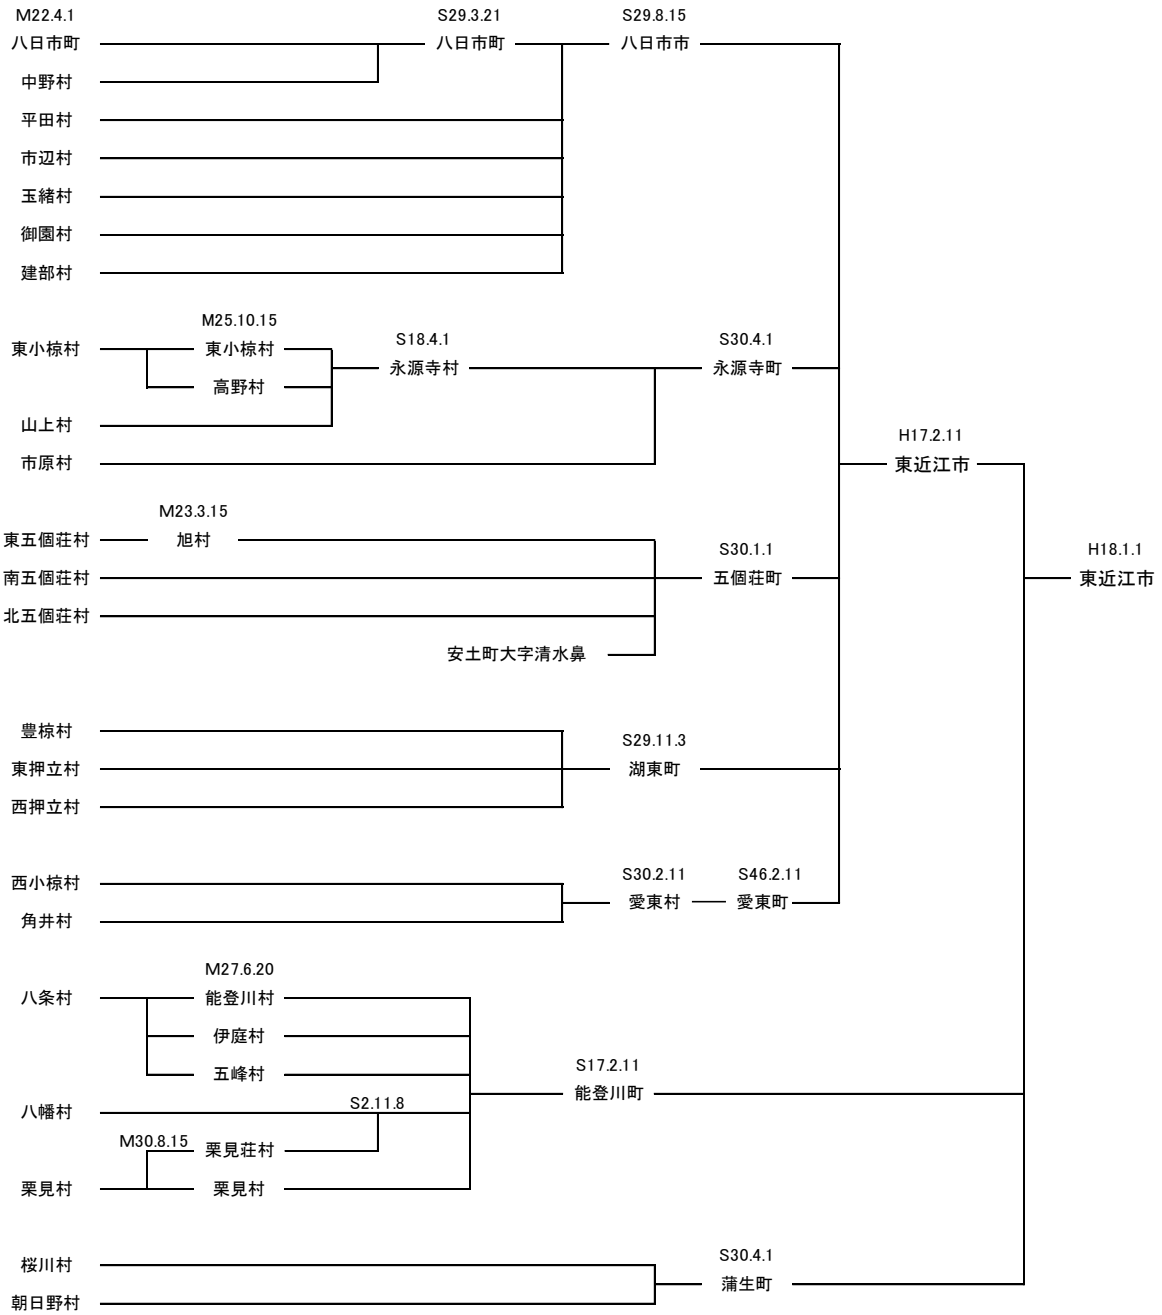 M22.4.1 S29.3.21 S29.8.15
八日市町 八日市町 八日市市
中野村
平田村
市辺村
玉緒村
御園村
建部村
M25.10.15 S18.4.1 S30.4.1
東小椋村 東小椋村 永源寺村 永源寺町
高野村
山上村
H17.2.11
市原村 東近江市
M23.3.15
東五個荘村 旭村 S30.1.1 H18.1.1
南五個荘村 五個荘町 東近江市
北五個荘村
安土町大字清水鼻
豊椋村 S29.11.3
東押立村 湖東町
西押立村
S30.2.11 S46.2.11
西小椋村 愛東村 愛東町
角井村
M27.6.20
八条村 能登川村
伊庭村
五峰村 S17.2.11
能登川町
八幡村 S2.11.8
M30.8.15 栗見荘村
栗見村 栗見村
桜川村 S30.4.1
蒲生町
朝日野村